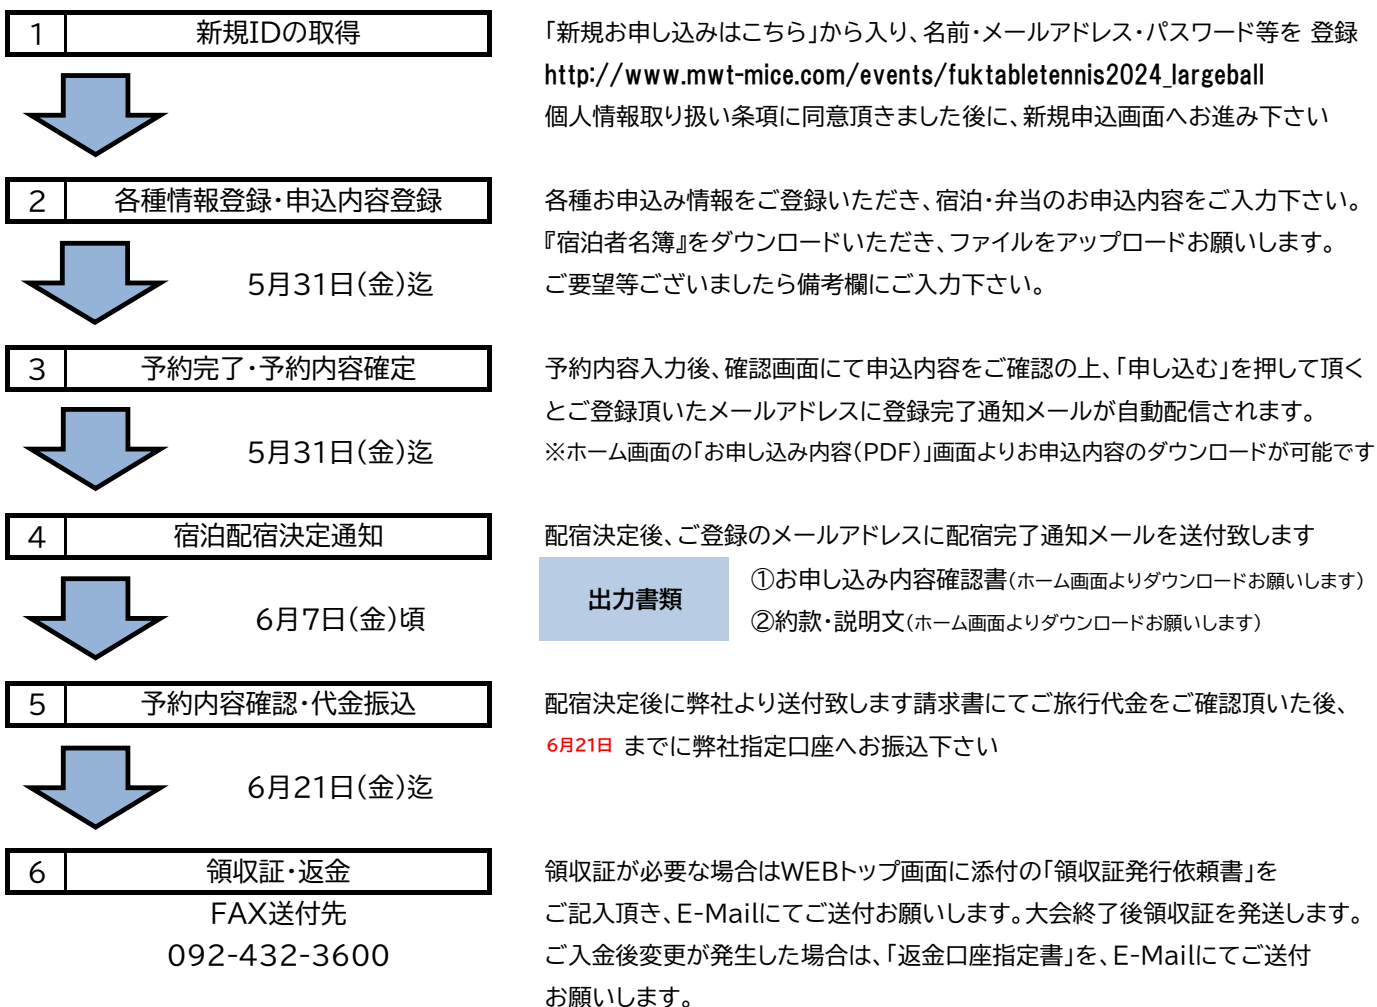 1 新規IDの取得
「新規お申し込みはこちら」から入り、名前・メールアドレス・パスワード等を 登録
http://www.mwt-mice.com/events/fuktabletennis2024_largeball
個人情報取り扱い条項に同意頂きました後に、新規申込画面へお進み下さい
2 各種情報登録・申込内容登録
5月31日(金)迄
各種お申込み情報をご登録いただき、宿泊・弁当のお申込内容をご入力下さい。
『宿泊者名簿』をダウンロードいただき、ファイルをアップロードお願いします。
ご要望等ございましたら備考欄にご入力下さい。
3 予約完了・予約内容確定
5月31日(金)迄
予約内容入力後、確認画面にて申込内容をご確認の上、「申し込む」を押して頂く
とご登録頂いたメールアドレスに登録完了通知メールが自動配信されます。
※ホーム画面の「お申し込み内容(PDF)」画面よりお申込内容のダウンロードが可能です
4 宿泊配宿決定通知
6月7日(金)頃
配宿決定後、ご登録のメールアドレスに配宿完了通知メールを送付致します
出力書類
①お申し込み内容確認書(ホーム画面よりダウンロードお願いします)
②約款・説明文(ホーム画面よりダウンロードお願いします)
5 予約内容確認・代金振込
6月21日(金)迄
配宿決定後に弊社より送付致します請求書にてご旅行代金をご確認頂いた後、
6月21日 までに弊社指定口座へお振込下さい
6 領収証・返金
FAX送付先
092-432-3600
領収証が必要な場合はWEBトップ画面に添付の「領収証発行依頼書」を
ご記入頂き、E-Mailにてご送付お願いします。大会終了後領収証を発送します。
ご入金後変更が発生した場合は、「返金口座指定書」を、E-Mailにてご送付
お願いします。